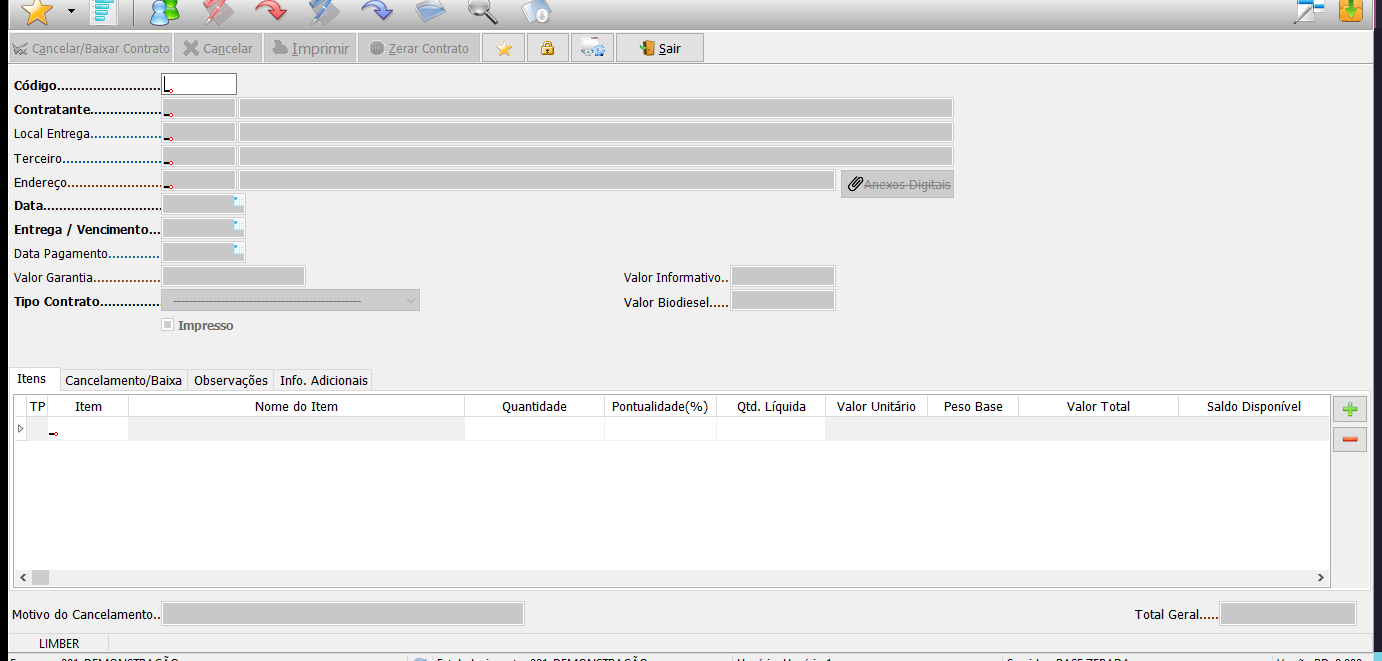 Cancelar/Baixar Contrato Cancelar Imprimir Zerar Contrato Sair
Código..........................
Contratante..................
Local Entrega..................
Terceiro.........................
Endereço........................ Anexos Digitais
Data..............................
Entrega / Vencimento...
Data Pagamento.............
Valor Garantia................. Valor Informativo..
Tipo Contrato............... ----------------------------------------------- Valor Biodiesel.....
Impresso
Itens Cancelamento/Baixa Observações Info. Adicionais
TP Item Nome do Item Quantidade Pontualidade(%) Qtd. Líquida Valor Unitário Peso Base Valor Total Saldo Disponível
Motivo do Cancelamento.. Total Geral.....
LIMBER